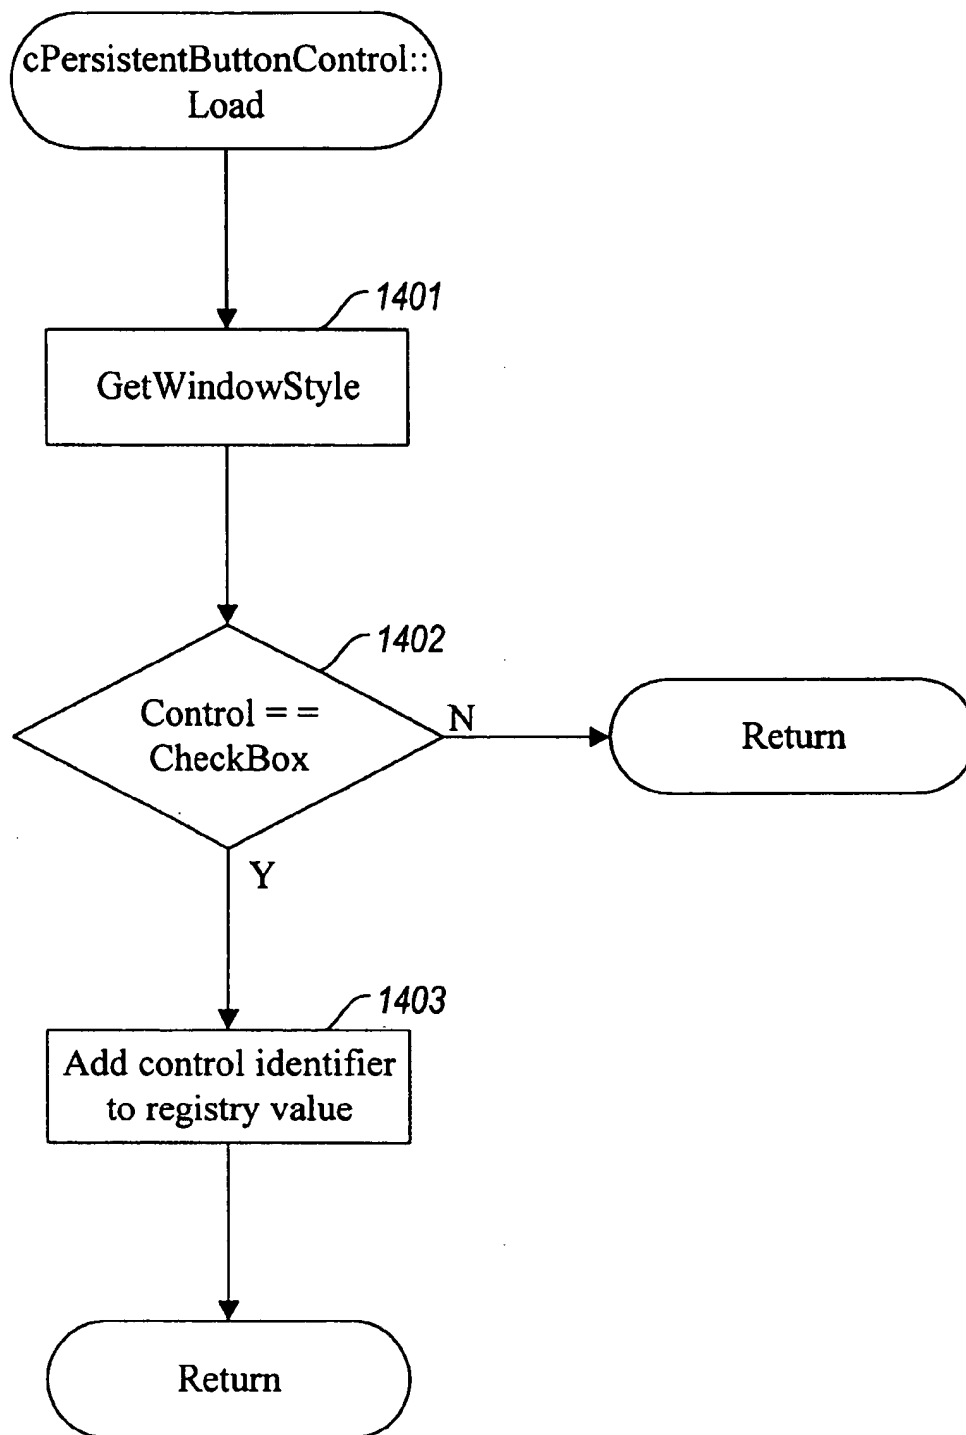 cPersistentButtonControl::
Load
1401
GetWindowStyle
1402
Control = =
CheckBox
N
Return
Y
1403
Add control identifier
to registry value
Return